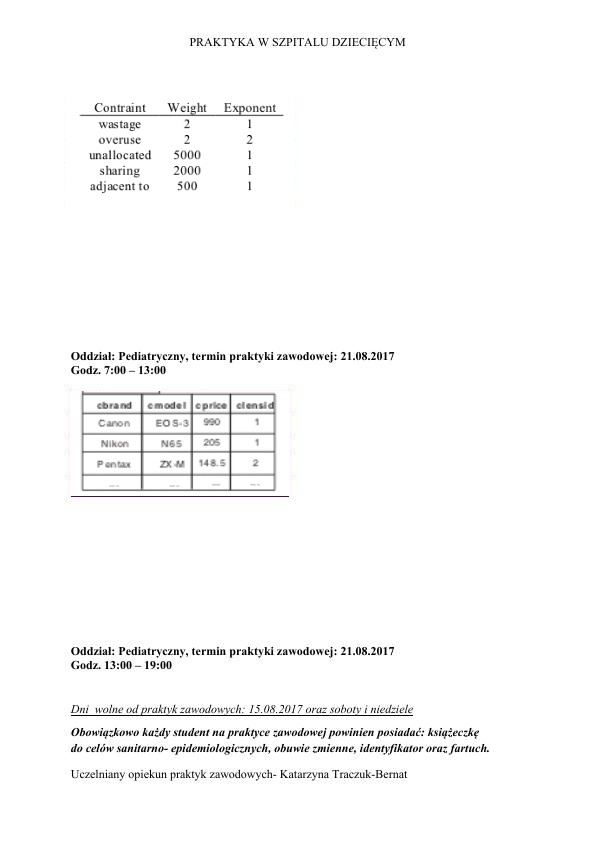 PRAKTYKA W SZPITALU DZIECIĘCYM
Contraint Weight Exponent
wastage 2 1
overuse 2 2
unallocated 5000 1
sharing 2000 1
adjacent to 500 1
Oddział: Pediatryczny, termin praktyki zawodowej: 21.08.2017
Godz. 7:00 – 13:00
cbrand cmodel cprice clensid
Canon EOS-3 990 1
Nikon N65 205 1
Pentax ZX-M 148.5 2
... ... ... ...
Oddział: Pediatryczny, termin praktyki zawodowej: 21.08.2017
Godz. 13:00 – 19:00
Dni wolne od praktyk zawodowych: 15.08.2017 oraz soboty i niedziele
Obowiązkowo każdy student na praktyce zawodowej powinien posiadać: książeczkę
do celów sanitarno- epidemiologicznych, obuwie zmienne, identyfikator oraz fartuch.
Uczelniany opiekun praktyk zawodowych- Katarzyna Traczuk-Bernat